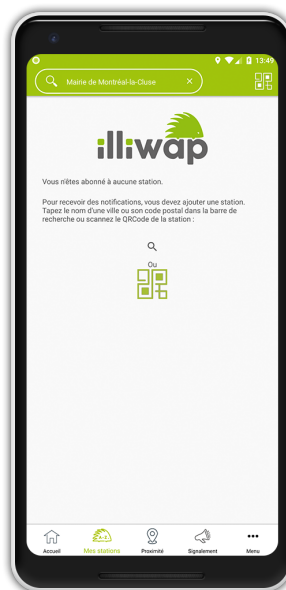 13:49
Mairie de Montréal-la-Cluse
illiwap
Vous n'êtes abonné à aucune station.
Pour recevoir des notifications, vous devez ajouter une station.
Tapez le nom d'une ville ou son code postal dans la barre de
recherche ou scannez le QRCode de la station :
Ou
A-Z
Accueil Mes stations Proximité Signalement Menu